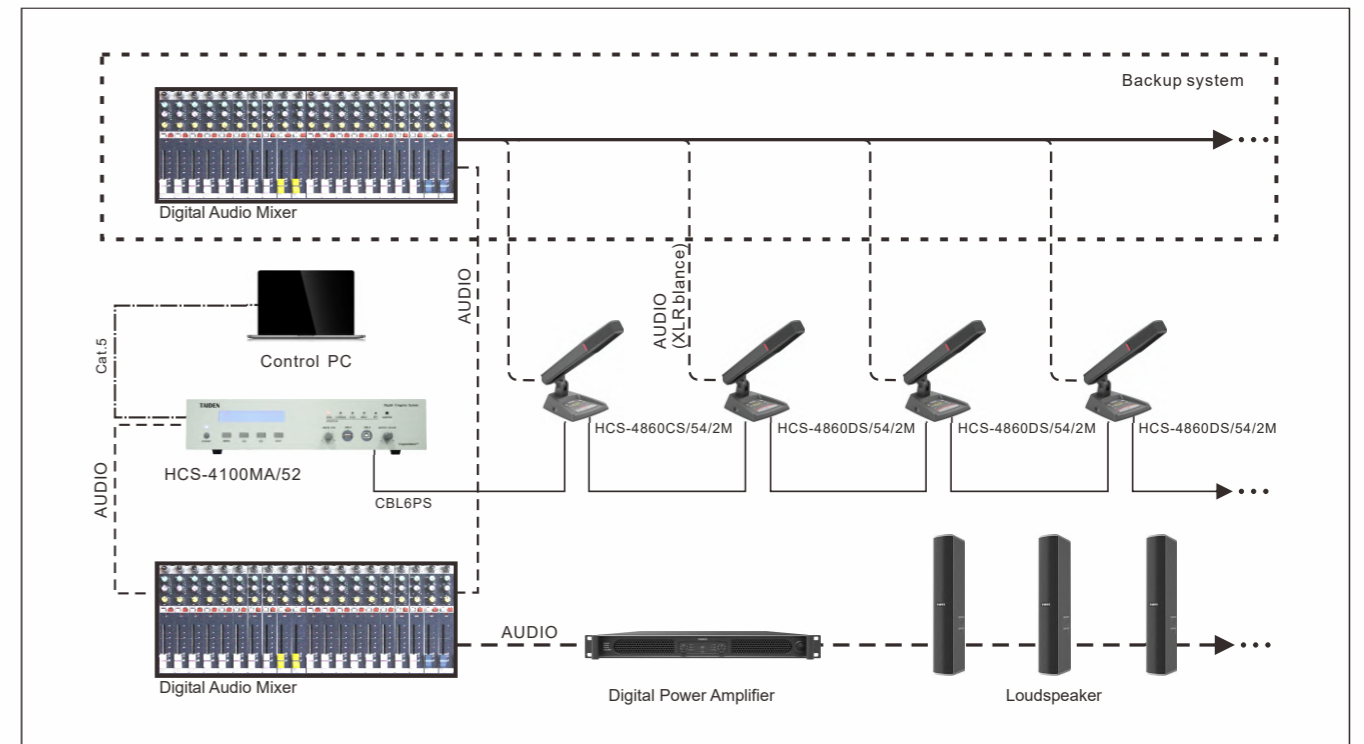 Backup system
Digital Audio Mixer
AUDIO
AUDIO
(XLR blance)
Cat.5
Control PC
TAIDEN
HCS-4100MA/52
AUDIO
CBL6PS
HCS-4860CS/54/2M
HCS-4860DS/54/2M
HCS-4860DS/54/2M
HCS-4860DS/54/2M
Digital Audio Mixer
AUDIO
Digital Power Amplifier
Loudspeaker